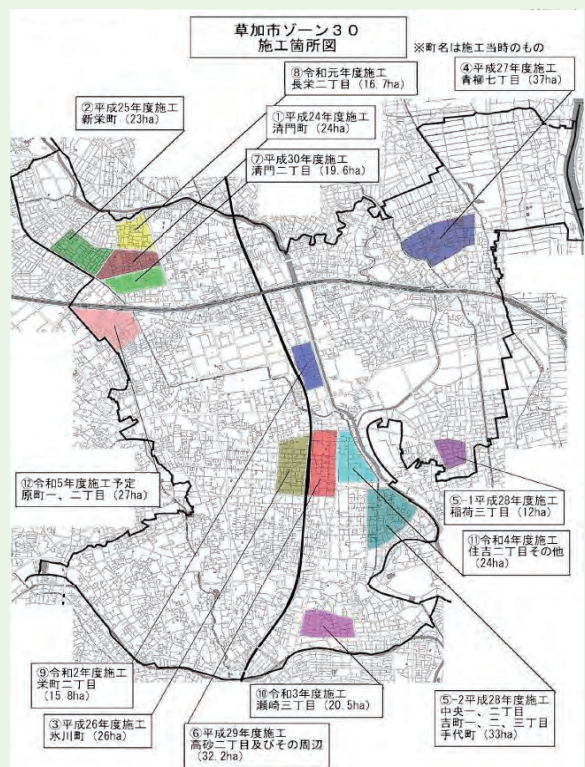 草加市ゾーン３０
施工箇所図
※町名は施工当時のもの
⑧令和元年度施工
長栄二丁目（16.7ha）
④平成27年度施工
青柳七丁目（37ha）
②平成25年度施工
新栄町（23ha）
①平成24年度施工
清門町（24ha）
⑦平成30年度施工
清門二丁目（19.6ha）
⑫令和5年度施工予定
原町一、二丁目（27ha）
⑤-1平成28年度施工
稲荷三丁目（12ha）
⑪令和4年度施工
住吉二丁目その他
（24ha）
⑨令和2年度施工
栄町二丁目
（15.8ha）
⑩令和3年度施工
瀬崎三丁目（20.5ha）
⑤-2平成28年度施工
中央一、二丁目
吉町一、二、三丁目
手代町（33ha）
③平成26年度施工
氷川町（26ha）
⑥平成29年度施工
高砂二丁目及びその周辺
（32.2ha）